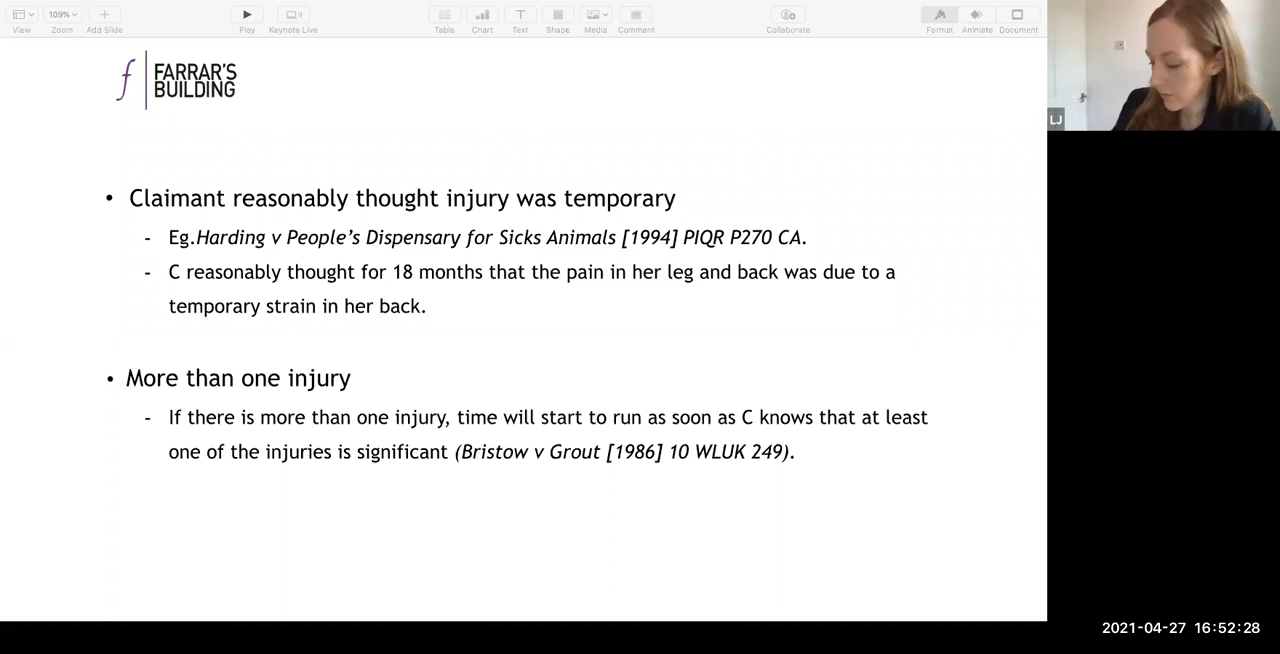 109%
View Zoom Add Slide Play Keynote Live Table Chart Text Shape Media Comment Collaborate Format Animate Document
f FARRAR'S
BUILDING
• Claimant reasonably thought injury was temporary
- Eg.Harding v People's Dispensary for Sicks Animals [1994] PIQR P270 CA.
- C reasonably thought for 18 months that the pain in her leg and back was due to a
temporary strain in her back.
• More than one injury
- If there is more than one injury, time will start to run as soon as C knows that at least
one of the injuries is significant (Bristow v Grout [1986] 10 WLUK 249).
LJ
2021-04-27 16:52:28